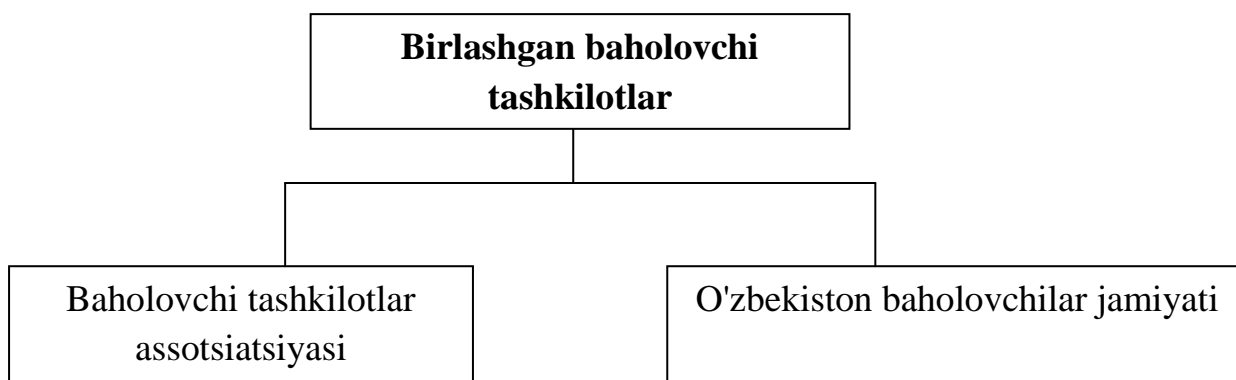 Birlashgan baholovchi
tashkilotlar
Baholovchi tashkilotlar
assotsiatsiyasi
O'zbekiston baholovchilar jamiyati